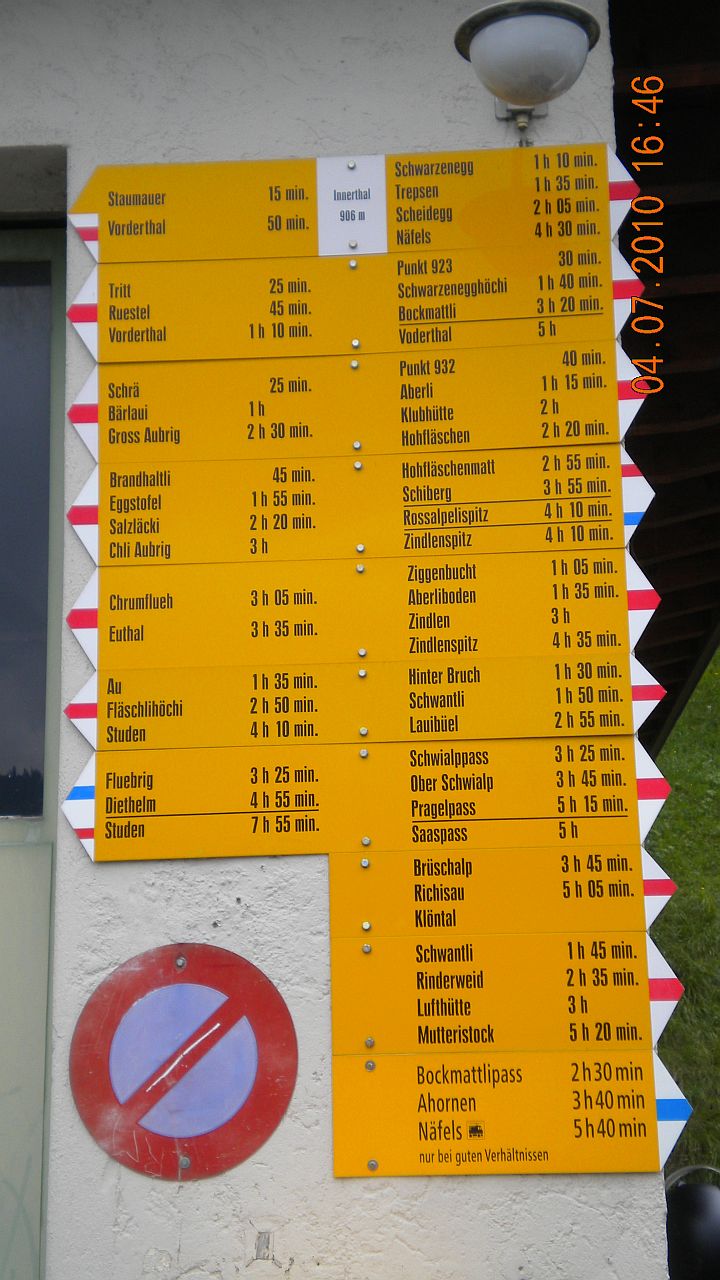 Staumauer 15 min.
Vorderthal 50 min.
Innerthal
906 m
Schwarzenegg 1 h 10 min.
Trepsen 1 h 35 min.
Scheidegg 2 h 05 min.
Näfels 4 h 30 min.
Tritt 25 min.
Ruestel 45 min.
Vorderthal 1 h 10 min.
Punkt 923 30 min.
Schwarzenegghöchi 1 h 40 min.
Bockmattli 3 h 20 min.
Voderthal 5 h
Schrä 25 min.
Bärlaui 1 h
Gross Aubrig 2 h 30 min.
Punkt 932 40 min.
Aberli 1 h 15 min.
Klubhütte 2 h
Hohfläschen 2 h 20 min.
Brandhaltli 45 min.
Eggstofel 1 h 55 min.
Salzläcki 2 h 20 min.
Chli Aubrig 3 h
Hohfläschenmatt 2 h 55 min.
Schiberg 3 h 55 min.
Rossalpelispitz 4 h 10 min.
Zindlenspitz 4 h 10 min.
Chrumflueh 3 h 05 min.
Euthal 3 h 35 min.
Ziggenbucht 1 h 05 min.
Aberliboden 1 h 35 min.
Zindlen 3 h
Zindlenspitz 4 h 35 min.
Au 1 h 35 min.
Fläschlihöchi 2 h 50 min.
Studen 4 h 10 min.
Hinter Bruch 1 h 30 min.
Schwantli 1 h 50 min.
Lauibüel 2 h 55 min.
Fluebrig 3 h 25 min.
Diethelm 4 h 55 min.
Studen 7 h 55 min.
Schwialppass 3 h 25 min.
Ober Schwialp 3 h 45 min.
Pragelpass 5 h 15 min.
Saaspass 5 h
Brüschalp 3 h 45 min.
Richisau 5 h 05 min.
Klöntal
Schwantli 1 h 45 min.
Rinderweid 2 h 35 min.
Lufthütte 3 h
Mutteristock 5 h 20 min.
Bockmattlipass 2 h 30 min
Ahornen 3 h 40 min
Näfels 5 h 40 min
nur bei guten Verhältnissen
04.07.2010 16:46